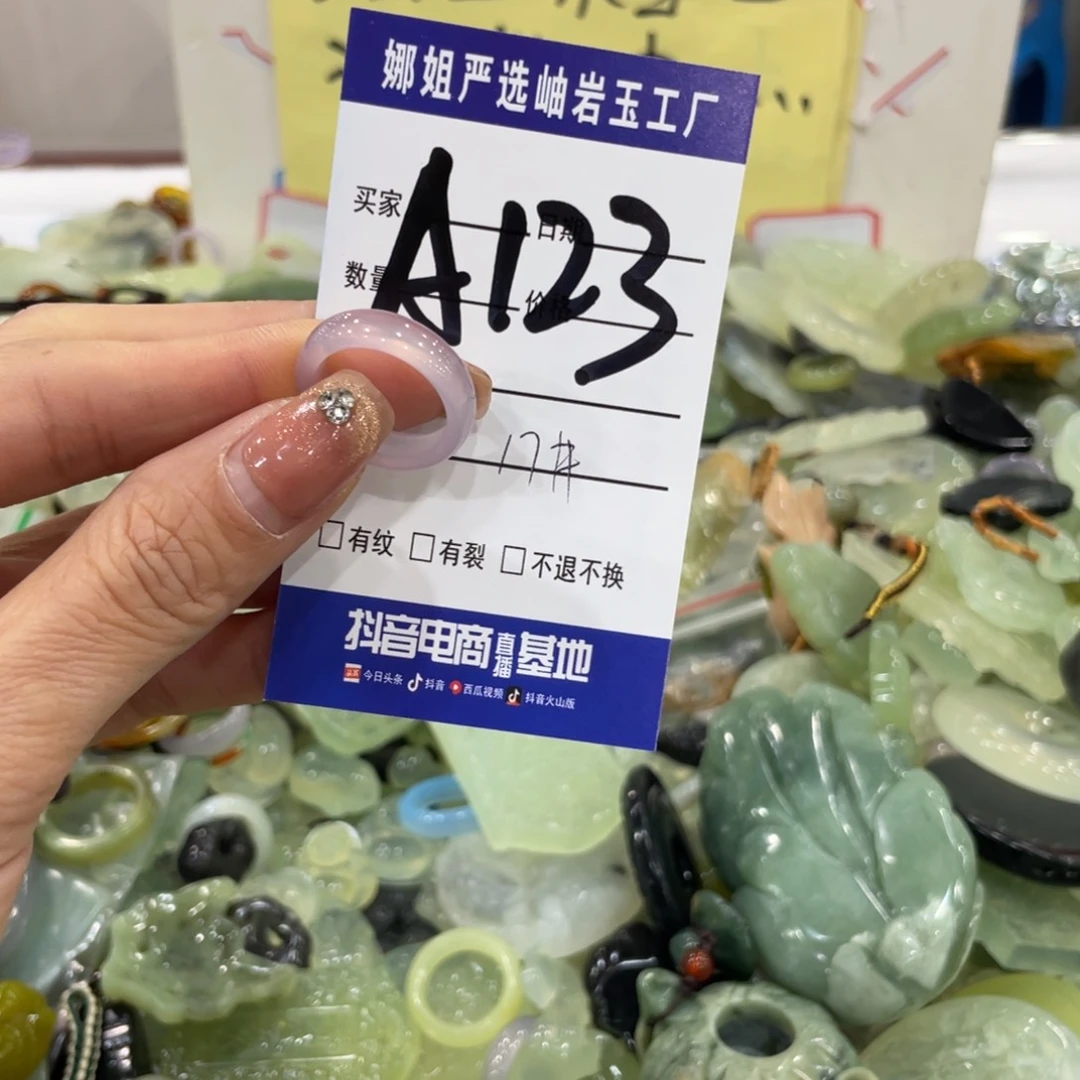 娜姐严选岫岩玉工厂
买家 日期
A123
数量 价格
17#
□有纹 □有裂 □不退不换
抖音电商直播基地
今日头条 抖音 西瓜视频 抖音火山版